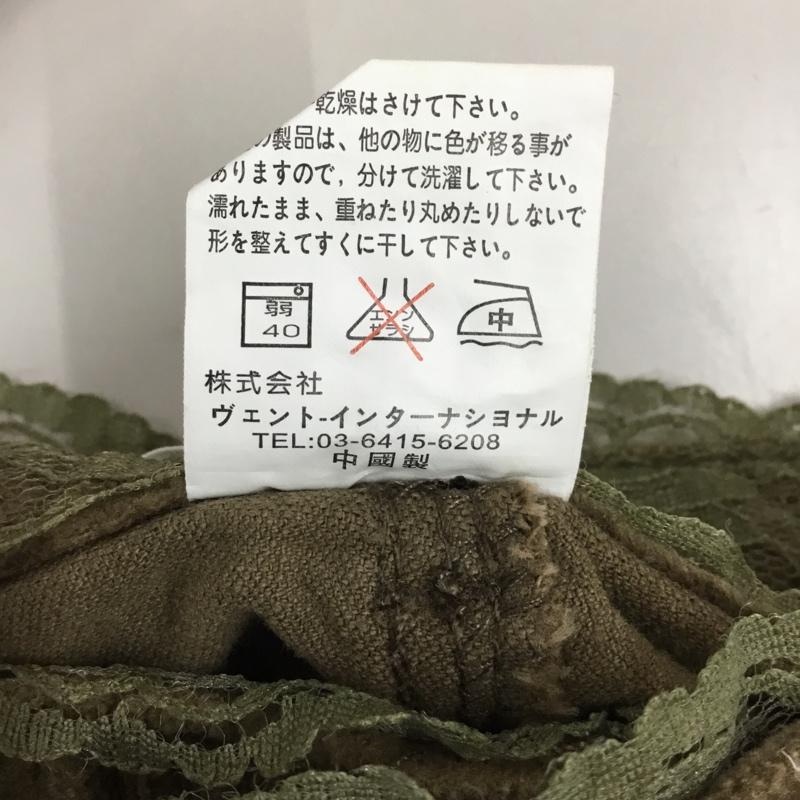 乾燥はさけて下さい。
の製品は、他の物に色が移る事が
ありますので，分けて洗濯して下さい。
濡れたまま、重ねたり丸めたりしないで
形を整えてすくに干して下さい。
弱
40
エンソ
サラシ
中
株式会社
ヴェント-インターナショナル
TEL:03-6415-6208
中國製